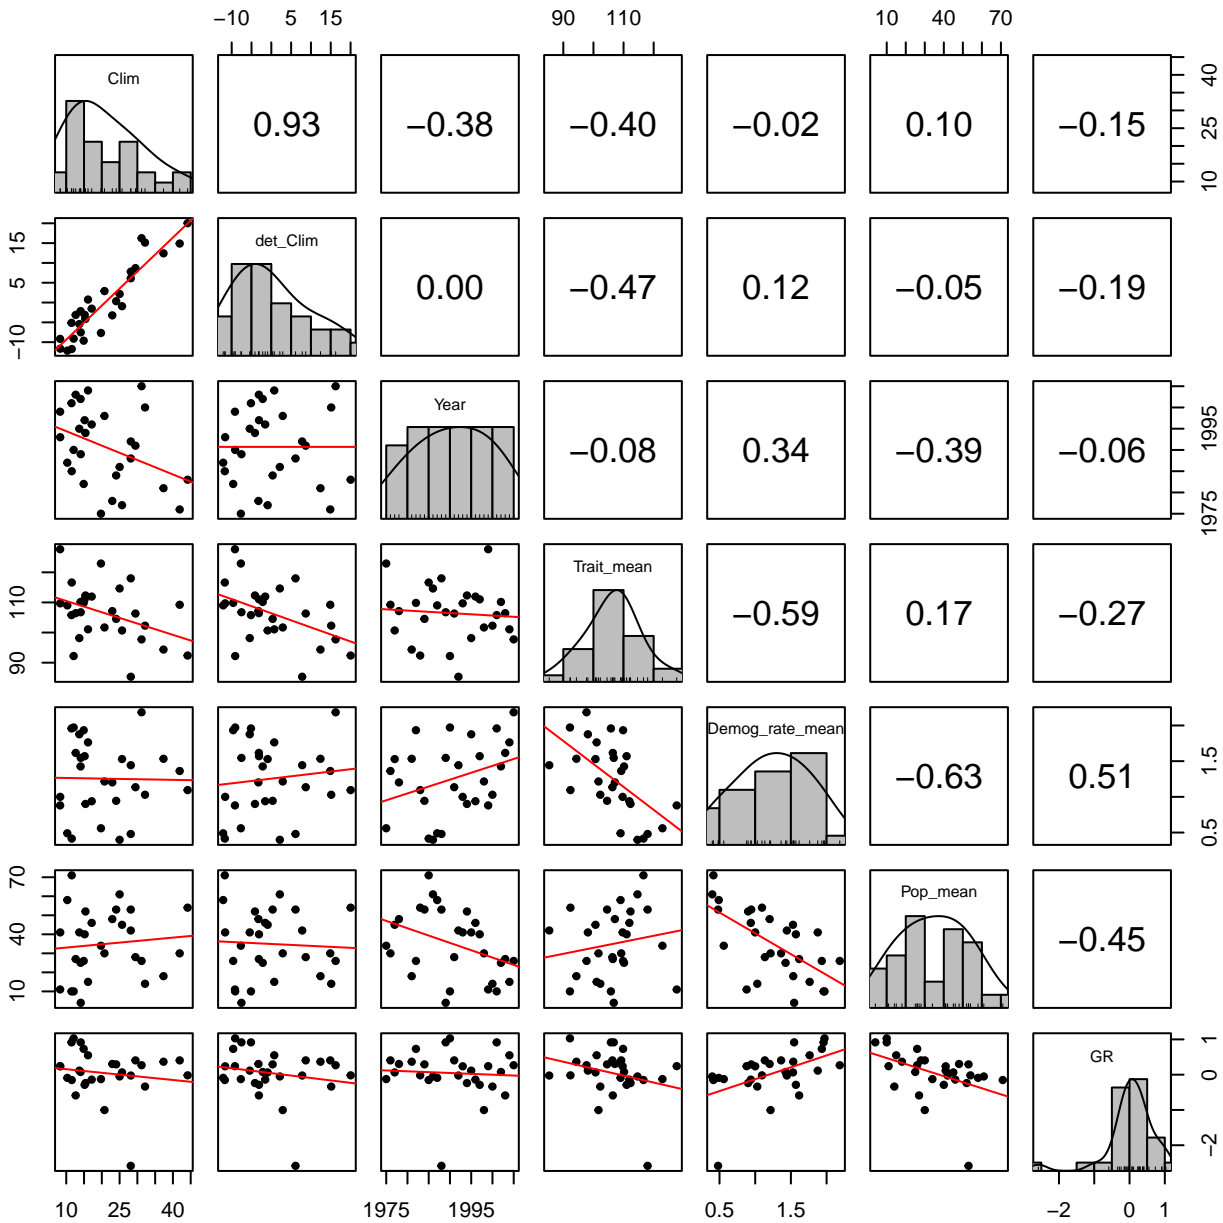 −10 5 15 90 110 10 40 70
Clim 0.93 −0.38 −0.40 −0.02 0.10 −0.15 10 25 40
−10 5 15 det_Clim 0.00 −0.47 0.12 −0.05 −0.19
Year −0.08 0.34 −0.39 −0.06 1975 1995
90 110 Trait_mean −0.59 0.17 −0.27
Demog_rate_mean −0.63 0.51 0.5 1.5
10 40 70 Pop_mean −0.45
GR −2 0 1
10 25 40 1975 1995 0.5 1.5 −2 0 1